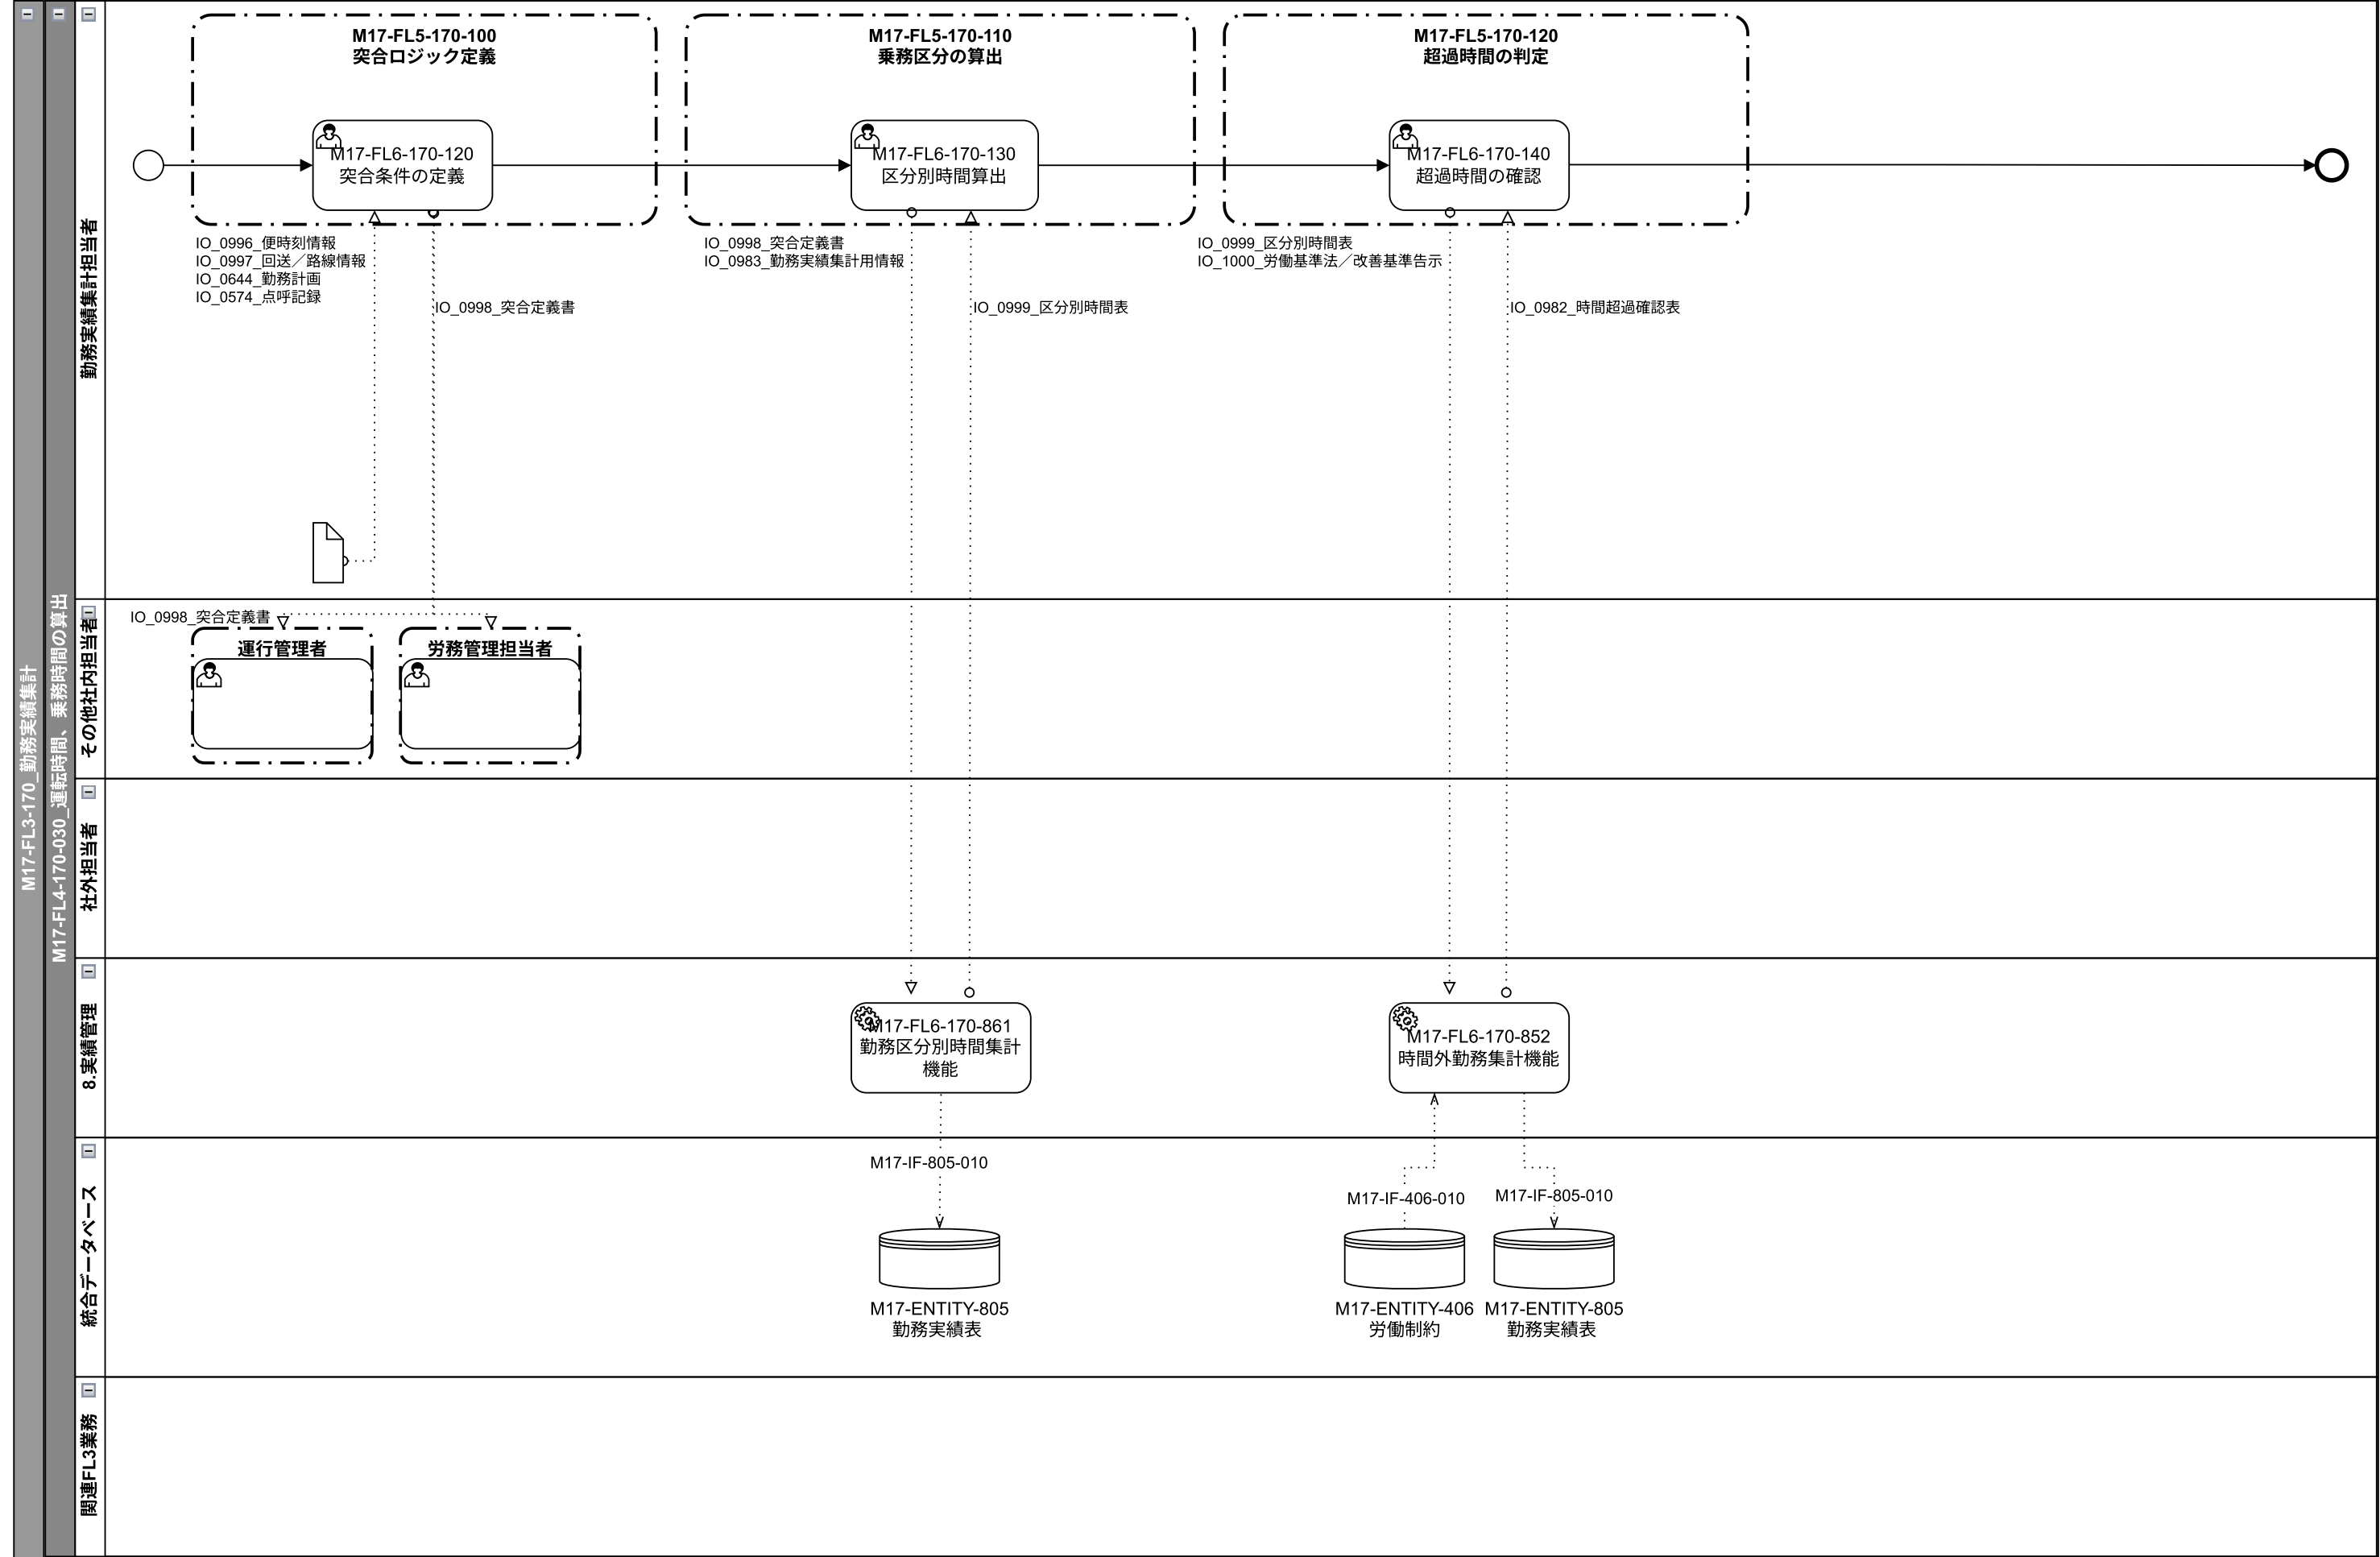 M17-FL3-170_勤務実績集計
M17-FL4-170-030_運転時間、乗務時間の算出
勤務実績集計担当者
M17-FL5-170-100
突合ロジック定義
M17-FL5-170-110
乗務区分の算出
M17-FL5-170-120
超過時間の判定
M17-FL6-170-120
突合条件の定義
M17-FL6-170-130
区分別時間算出
M17-FL6-170-140
超過時間の確認
IO_0996_便時刻情報
IO_0997_回送／路線情報
IO_0644_勤務計画
IO_0574_点呼記録
IO_0998_突合定義書
IO_0998_突合定義書
IO_0983_勤務実績集計用情報
IO_0999_区分別時間表
IO_0999_区分別時間表
IO_1000_労働基準法／改善基準告示
IO_0982_時間超過確認表
その他社内担当者
IO_0998_突合定義書
運行管理者
労務管理担当者
社外担当者
8.実績管理
M17-FL6-170-861
勤務区分別時間集計
機能
M17-FL6-170-852
時間外勤務集計機能
統合データベース
M17-IF-805-010
M17-IF-406-010
M17-IF-805-010
M17-ENTITY-805
勤務実績表
M17-ENTITY-406
労働制約
M17-ENTITY-805
勤務実績表
関連FL3業務